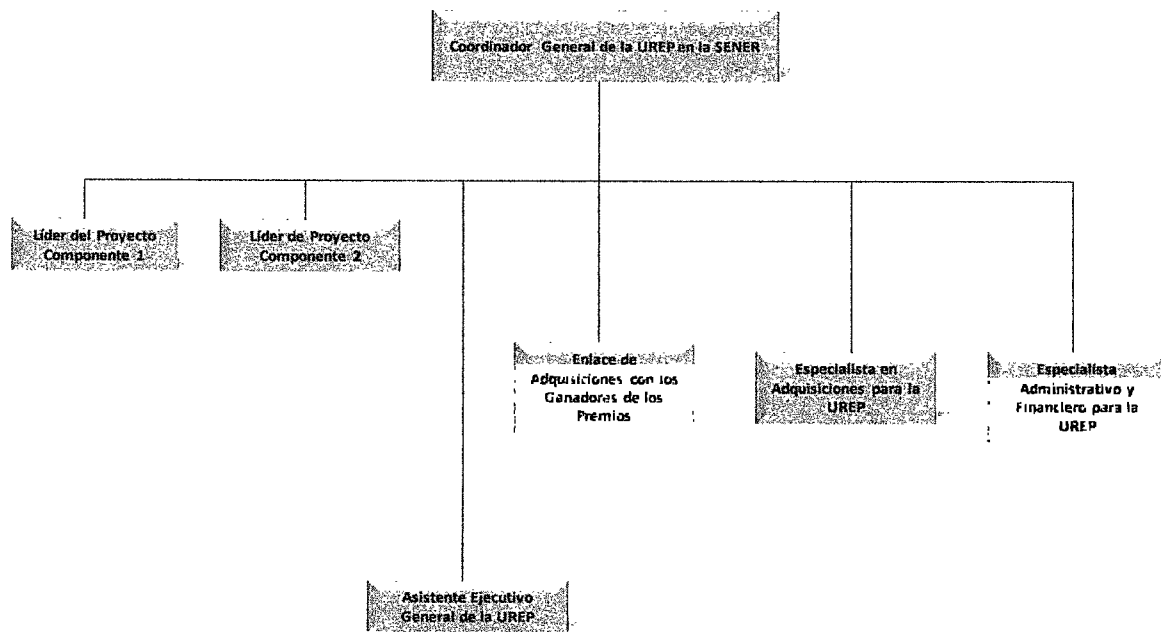 Coordinador General de la UREP en la SENER
Líder del Proyecto
Componente 1
Líder de Proyecto
Componente 2
Enlace de
Adquisiciones con los
Ganadores de los
Premios
Especialista en
Adquisiciones para la
UREP
Especialista
Administrativo y
Financiero para la
UREP
Asistente Ejecutivo
General de la UREP